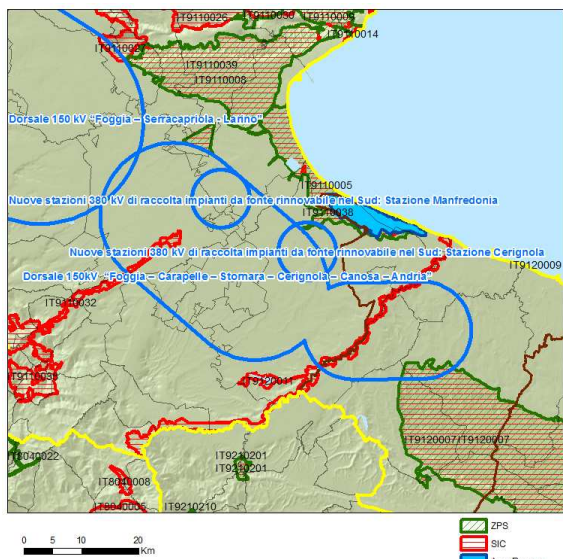 IT9110026
IT9110030
IT9110009
IT9110014
IT9110027
IT9110039
IT9110008
Dorsale 150 kV "Foggia – Serracapriola - Larino"
IT9110005
Nuove stazioni 380 kV di raccolta impianti da fonte rinnovabile nel Sud: Stazione Manfredonia
IT9110038
Nuove stazioni 380 kV di raccolta impianti da fonte rinnovabile nel Sud: Stazione Cerignola
IT9120009
Dorsale 150kV "Foggia – Carapelle – Stornara – Cerignola – Canosa – Andria"
IT9110032
IT9120011
IT9120007
IT9120007
IT8040022
IT9210201
IT9210201
IT8040008
IT9210210
0 5 10 20
Km
ZPS
SIC